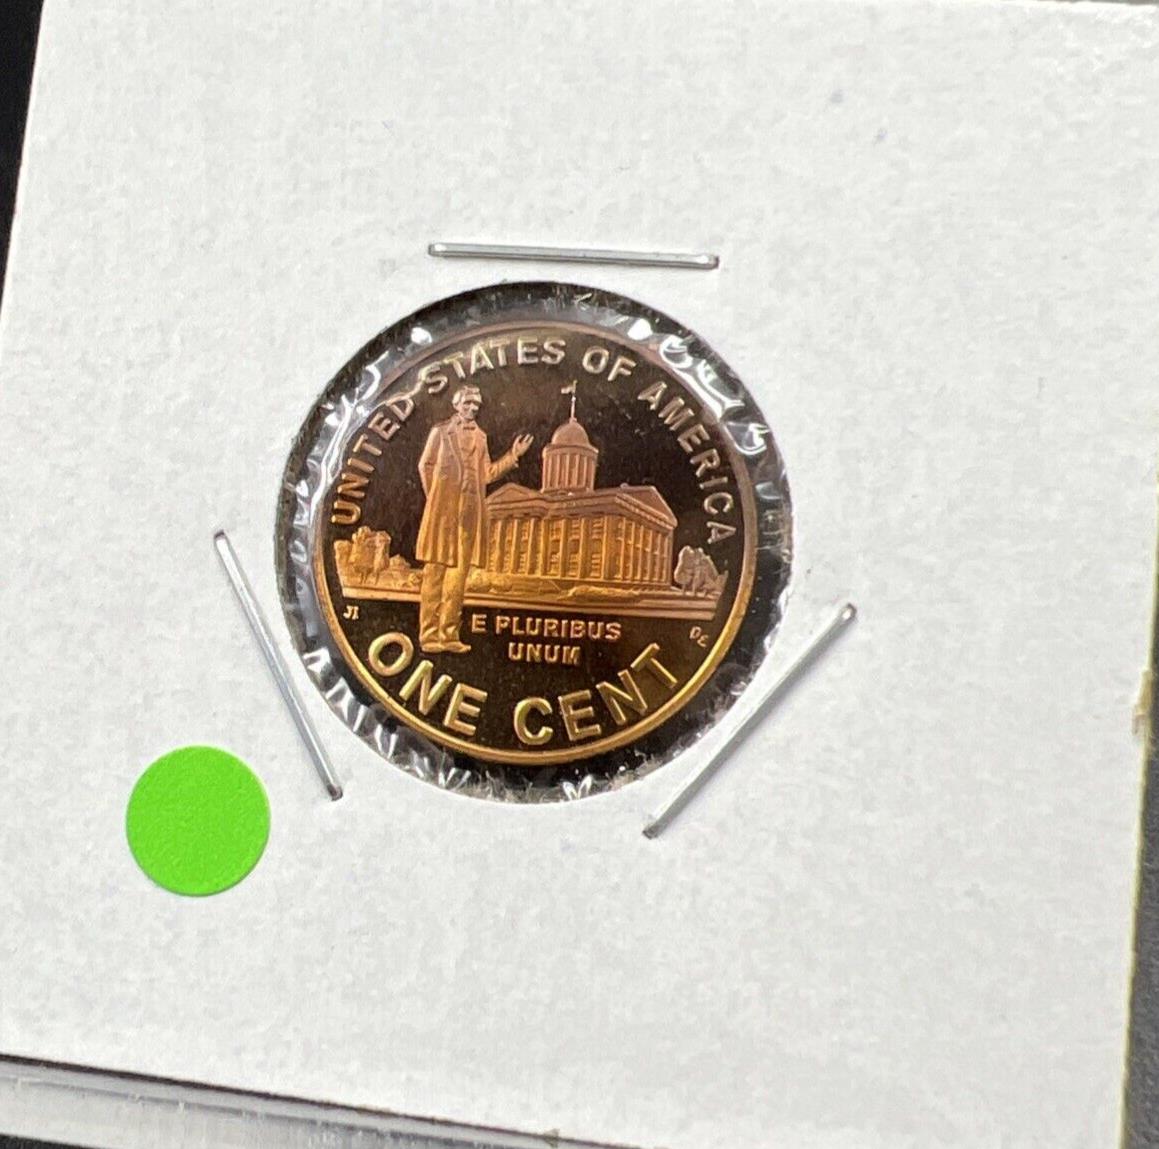 UNITED STATES OF AMERICA
JI
E PLURIBUS
UNUM
DE
ONE CENT